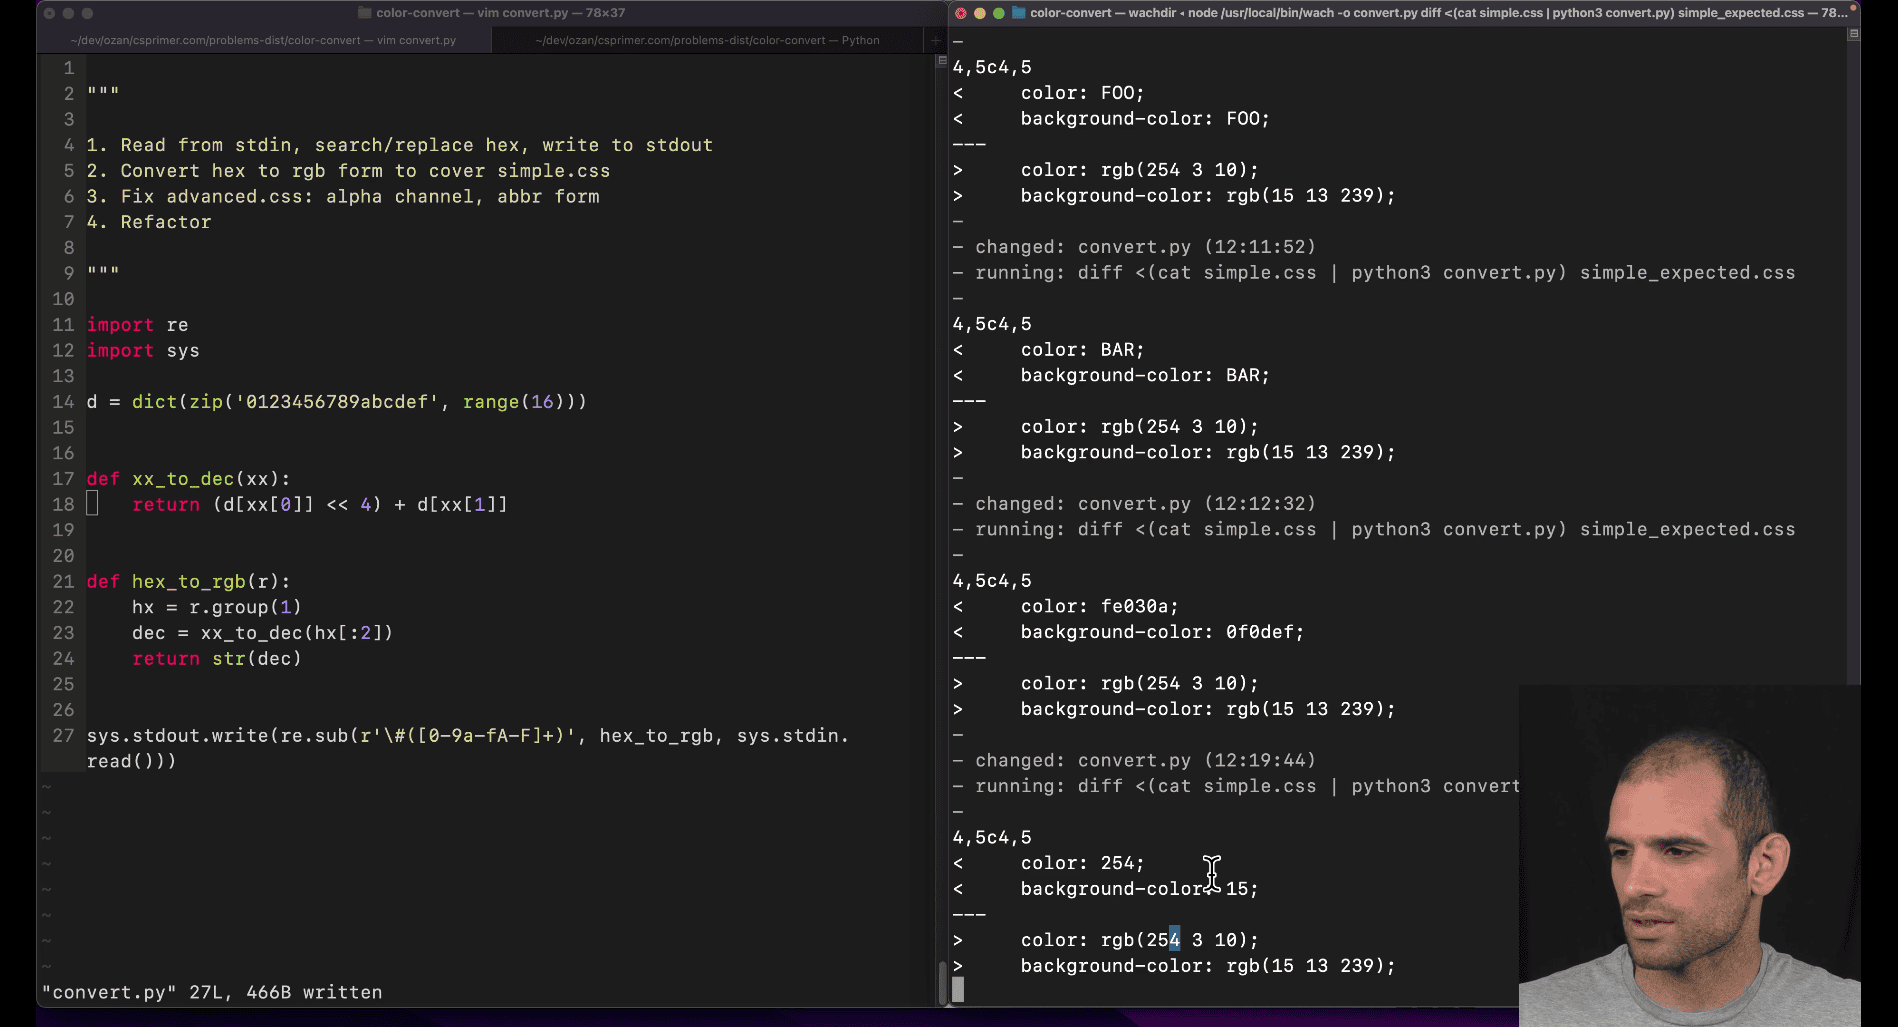 color-convert — vim convert.py — 78×37
~/dev/ozan/csprimer.com/problems-dist/color-convert — vim convert.py
~/dev/ozan/csprimer.com/problems-dist/color-convert — Python
+
1
2 """
3
4 1. Read from stdin, search/replace hex, write to stdout
5 2. Convert hex to rgb form to cover simple.css
6 3. Fix advanced.css: alpha channel, abbr form
7 4. Refactor
8
9 """
10
11 import re
12 import sys
13
14 d = dict(zip('0123456789abcdef', range(16)))
15
16
17 def xx_to_dec(xx):
18     return (d[xx[0]] << 4) + d[xx[1]]
19
20
21 def hex_to_rgb(r):
22     hx = r.group(1)
23     dec = xx_to_dec(hx[:2])
24     return str(dec)
25
26
27 sys.stdout.write(re.sub(r'\#([0-9a-fA-F]+)', hex_to_rgb, sys.stdin.
read()))
~
~
~
~
~
~
~
~
"convert.py" 27L, 466B written
color-convert — wachdir ◂ node /usr/local/bin/wach -o convert.py diff <(cat simple.css | python3 convert.py) simple_expected.css — 78...
–
4,5c4,5
<     color: FOO;
<     background-color: FOO;
---
>     color: rgb(254 3 10);
>     background-color: rgb(15 13 239);
–
– changed: convert.py (12:11:52)
– running: diff <(cat simple.css | python3 convert.py) simple_expected.css
–
4,5c4,5
<     color: BAR;
<     background-color: BAR;
---
>     color: rgb(254 3 10);
>     background-color: rgb(15 13 239);
–
– changed: convert.py (12:12:32)
– running: diff <(cat simple.css | python3 convert.py) simple_expected.css
–
4,5c4,5
<     color: fe030a;
<     background-color: 0f0def;
---
>     color: rgb(254 3 10);
>     background-color: rgb(15 13 239);
–
– changed: convert.py (12:19:44)
– running: diff <(cat simple.css | python3 convert
–
4,5c4,5
<     color: 254;
<     background-color: 15;
---
>     color: rgb(254 3 10);
>     background-color: rgb(15 13 239);